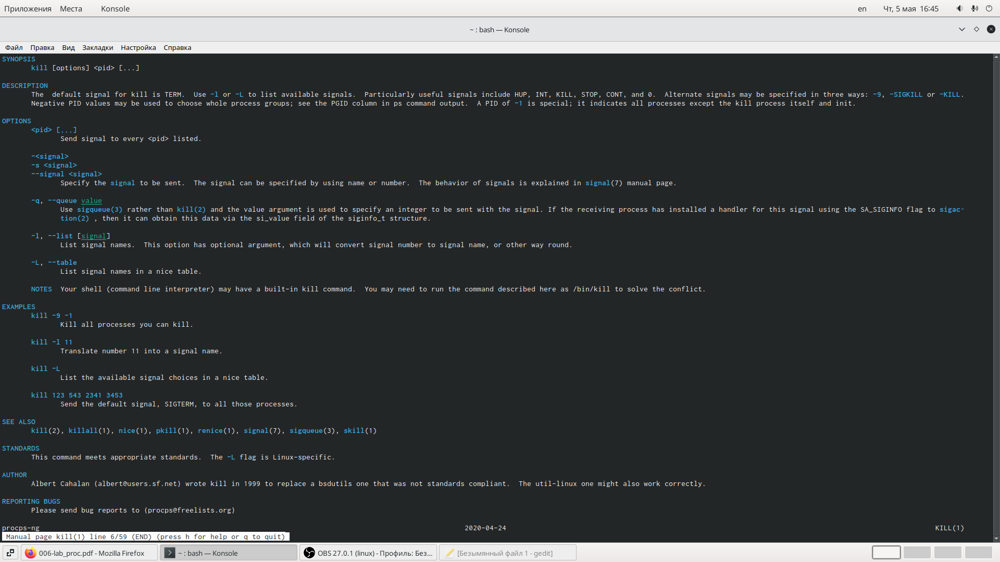 Приложения Места Konsole en Чт, 5 мая 16:45
~ : bash — Konsole
Файл Правка Вид Закладки Настройка Справка
SYNOPSIS
kill [options] <pid> [...]
DESCRIPTION
The default signal for kill is TERM. Use -l or -L to list available signals. Particularly useful signals include HUP, INT, KILL, STOP, CONT, and 0. Alternate signals may be specified in three ways: -9, -SIGKILL or -KILL.
Negative PID values may be used to choose whole process groups; see the PGID column in ps command output. A PID of -1 is special; it indicates all processes except the kill process itself and init.
OPTIONS
<pid> [...]
Send signal to every <pid> listed.
-<signal>
-s <signal>
--signal <signal>
Specify the signal to be sent. The signal can be specified by using name or number. The behavior of signals is explained in signal(7) manual page.
-q, --queue value
Use sigqueue(3) rather than kill(2) and the value argument is used to specify an integer to be sent with the signal. If the receiving process has installed a handler for this signal using the SA_SIGINFO flag to sigac-
tion(2) , then it can obtain this data via the si_value field of the siginfo_t structure.
-l, --list [signal]
List signal names. This option has optional argument, which will convert signal number to signal name, or other way round.
-L, --table
List signal names in a nice table.
NOTES Your shell (command line interpreter) may have a built-in kill command. You may need to run the command described here as /bin/kill to solve the conflict.
EXAMPLES
kill -9 -1
Kill all processes you can kill.
kill -l 11
Translate number 11 into a signal name.
kill -L
List the available signal choices in a nice table.
kill 123 543 2341 3453
Send the default signal, SIGTERM, to all those processes.
SEE ALSO
kill(2), killall(1), nice(1), pkill(1), renice(1), signal(7), sigqueue(3), skill(1)
STANDARDS
This command meets appropriate standards. The -L flag is Linux-specific.
AUTHOR
Albert Cahalan ⟨albert@users.sf.net⟩ wrote kill in 1999 to replace a bsdutils one that was not standards compliant. The util-linux one might also work correctly.
REPORTING BUGS
Please send bug reports to ⟨procps@freelists.org⟩
procps-ng 2020-04-24 KILL(1)
Manual page kill(1) line 6/59 (END) (press h for help or q to quit)
006-lab_proc.pdf - Mozilla Firefox ~ : bash — Konsole OBS 27.0.1 (linux) - Профиль: Без... [Безымянный файл 1 - gedit]